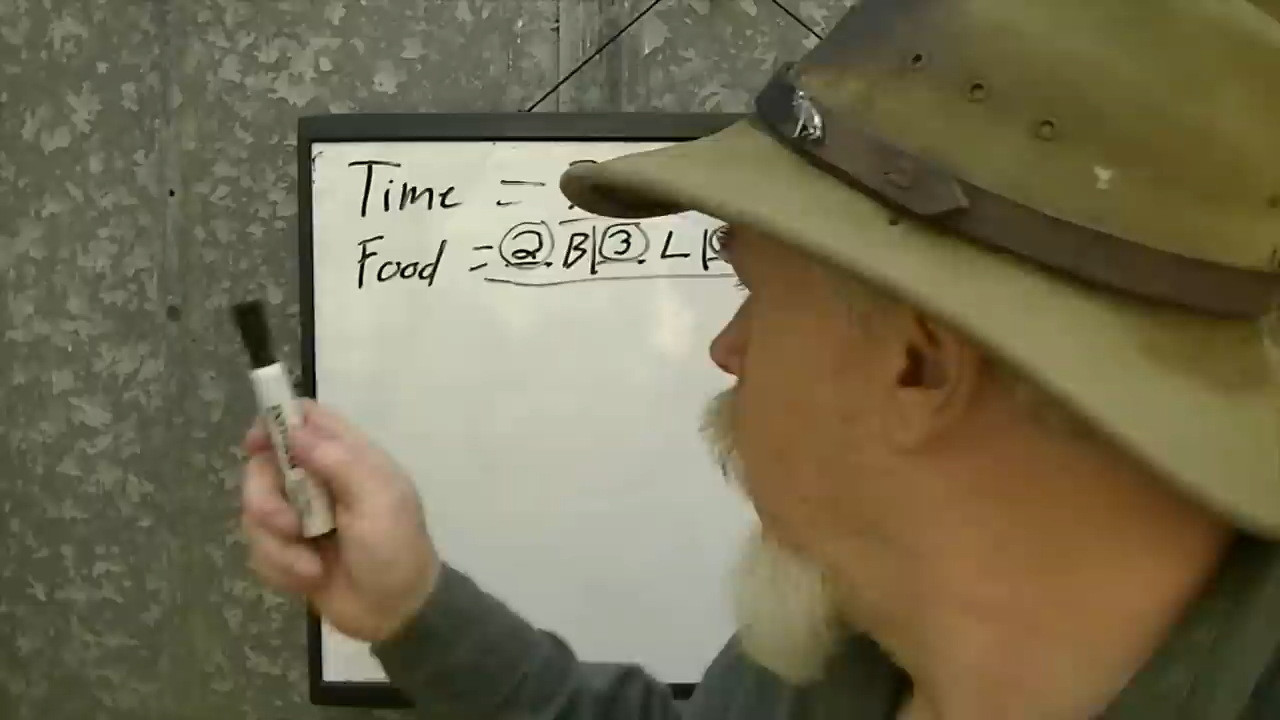 Time =
Food = 2. B|3. L|